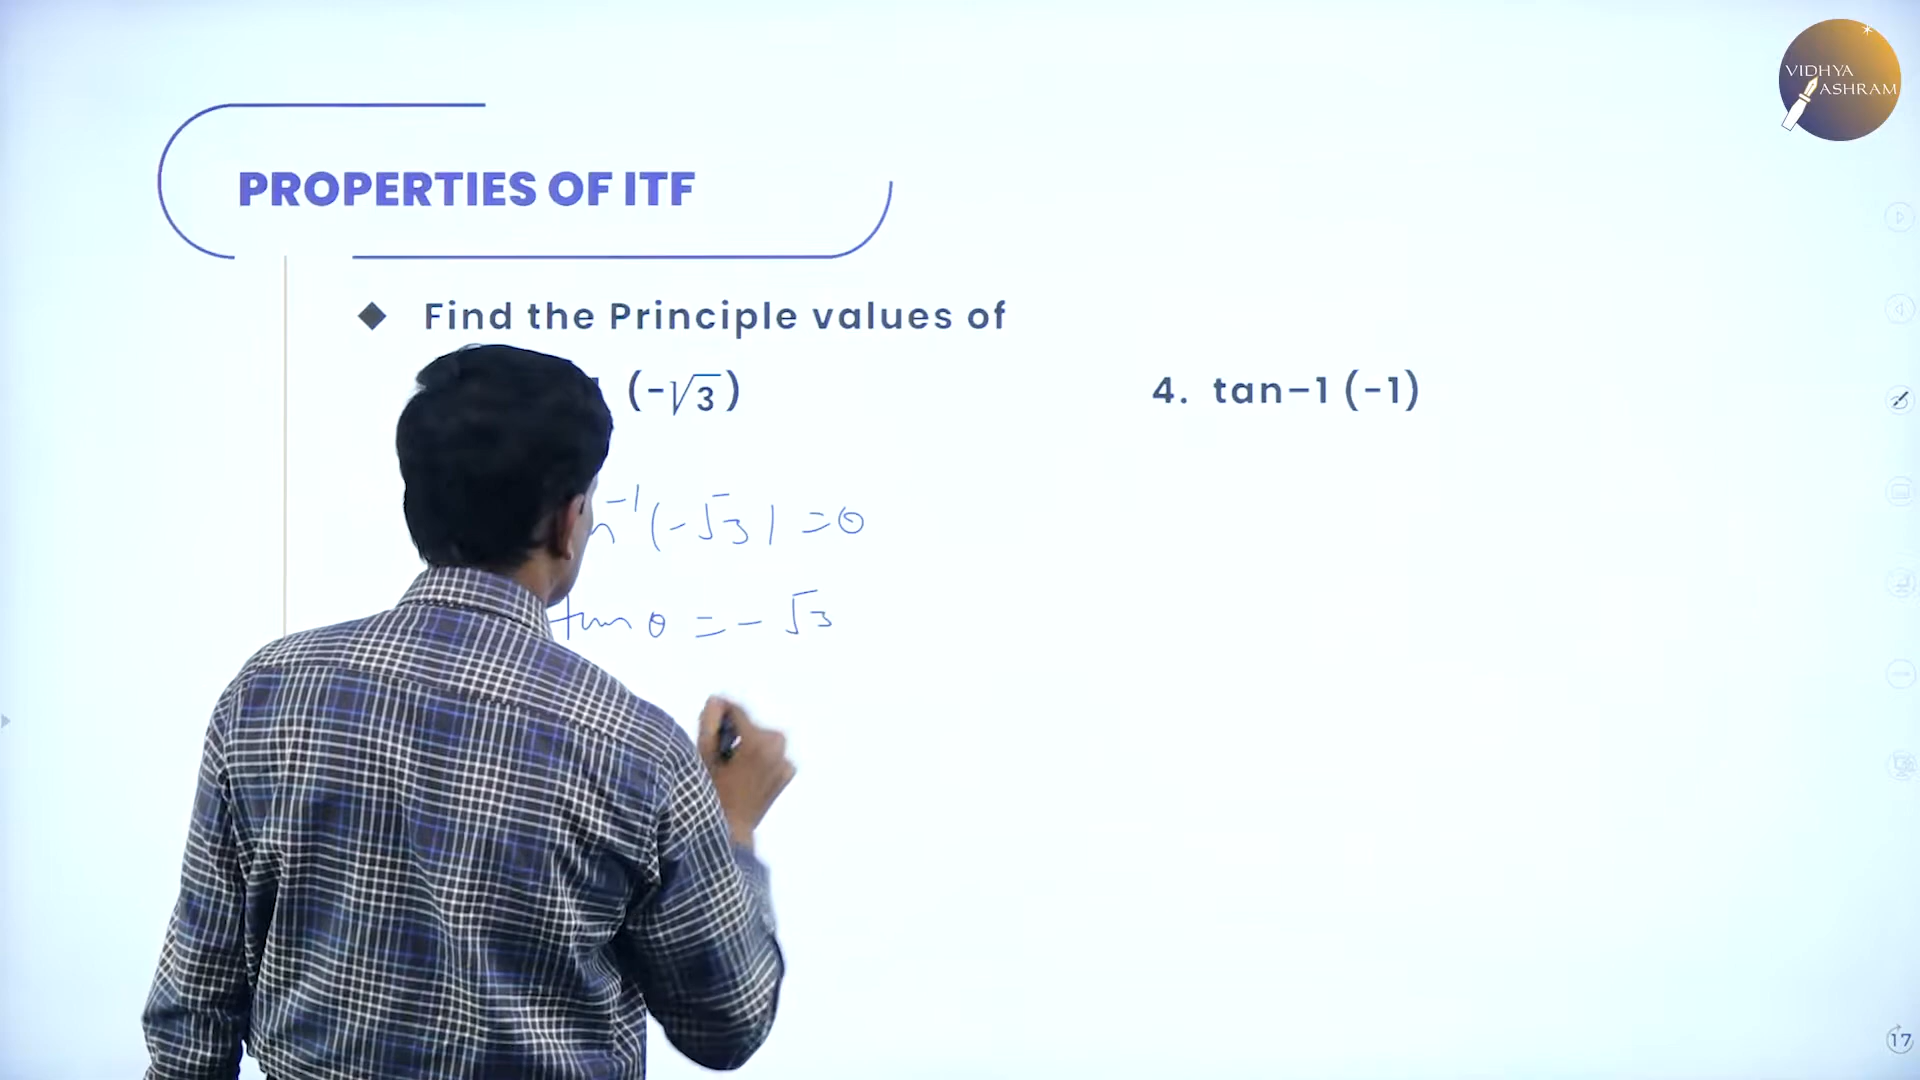 VIDHYA
ASHRAM
PROPERTIES OF ITF
Find the Principle values of
(-√3)
4. tan-1 (-1)
⁻¹(-√3) = θ
tan θ = - √3
17